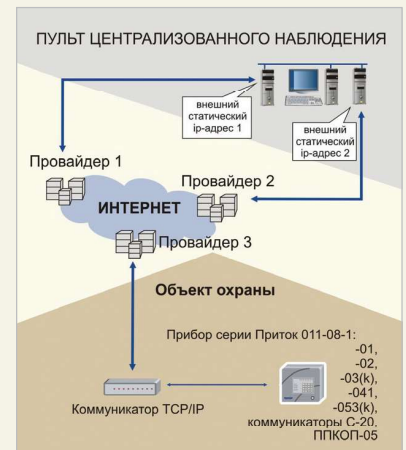 ПУЛЬТ ЦЕНТРАЛИЗОВАННОГО НАБЛЮДЕНИЯ
внешний
статический
ip-адрес 1
внешний
статический
ip-адрес 2
Провайдер 1
Провайдер 2
ИНТЕРНЕТ
Провайдер 3
Объект охраны
Прибор серии Приток 011-08-1:
-01,
-02,
-03(k),
-041,
-053(k),
коммуникаторы С-20,
ППКОП-05
Коммуникатор TCP/IP